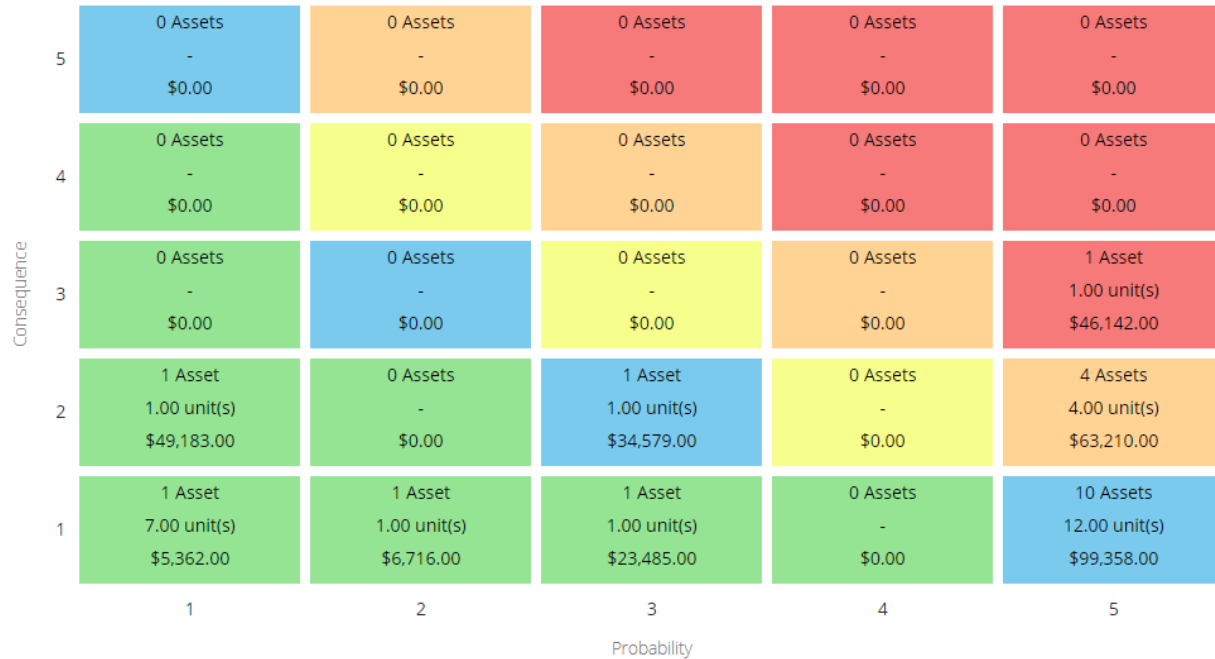 0 Assets 0 Assets 0 Assets 0 Assets 0 Assets
5 - - - - -
$0.00 $0.00 $0.00 $0.00 $0.00
0 Assets 0 Assets 0 Assets 0 Assets 0 Assets
4 - - - - -
$0.00 $0.00 $0.00 $0.00 $0.00
Consequence
0 Assets 0 Assets 0 Assets 0 Assets 1 Asset
3 - - - - 1.00 unit(s)
$0.00 $0.00 $0.00 $0.00 $46,142.00
1 Asset 0 Assets 1 Asset 0 Assets 4 Assets
2 1.00 unit(s) - 1.00 unit(s) - 4.00 unit(s)
$49,183.00 $0.00 $34,579.00 $0.00 $63,210.00
1 Asset 1 Asset 1 Asset 0 Assets 10 Assets
1 7.00 unit(s) 1.00 unit(s) 1.00 unit(s) - 12.00 unit(s)
$5,362.00 $6,716.00 $23,485.00 $0.00 $99,358.00
1 2 3 4 5
Probability